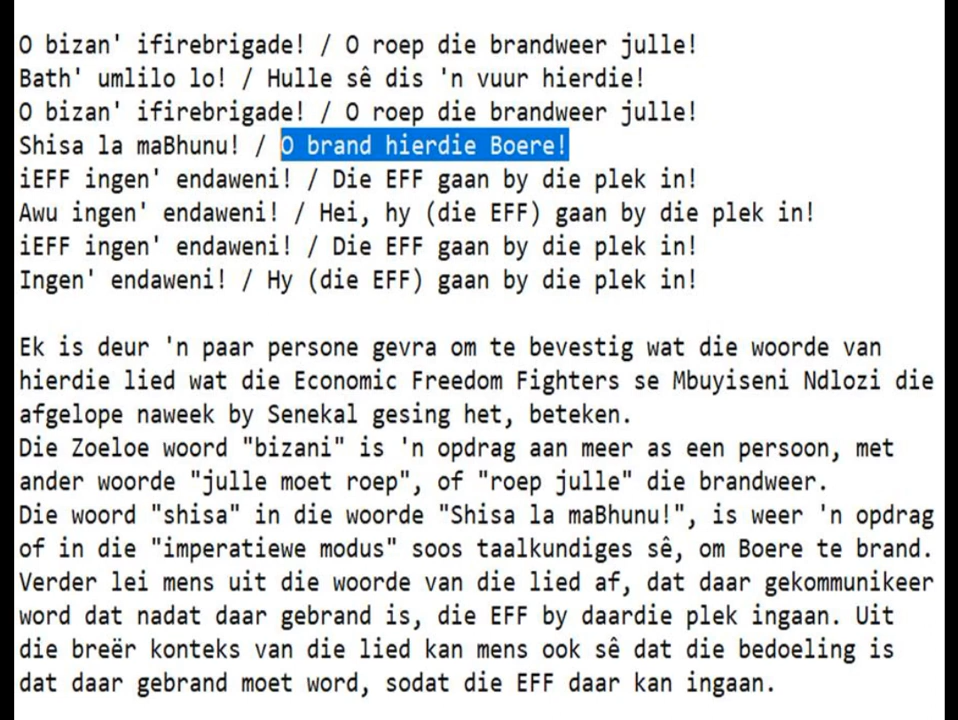 O bizan' ifirebrigade! / O roep die brandweer julle!
Bath' umlilo lo! / Hulle sê dis 'n vuur hierdie!
O bizan' ifirebrigade! / O roep die brandweer julle!
Shisa la maBhunu! / O brand hierdie Boere!
iEFF ingen' endaweni! / Die EFF gaan by die plek in!
Awu ingen' endaweni! / Hei, hy (die EFF) gaan by die plek in!
iEFF ingen' endaweni! / Die EFF gaan by die plek in!
Ingen' endaweni! / Hy (die EFF) gaan by die plek in!

Ek is deur 'n paar persone gevra om te bevestig wat die woorde van
hierdie lied wat die Economic Freedom Fighters se Mbuyiseni Ndlozi die
afgelope naweek by Senekal gesing het, beteken.
Die Zoeloe woord "bizani" is 'n opdrag aan meer as een persoon, met
ander woorde "julle moet roep", of "roep julle" die brandweer.
Die woord "shisa" in die woorde "Shisa la maBhunu!", is weer 'n opdrag
of in die "imperatiewe modus" soos taalkundiges sê, om Boere te brand.
Verder lei mens uit die woorde van die lied af, dat daar gekommunikeer
word dat nadat daar gebrand is, die EFF by daardie plek ingaan. Uit
die breër konteks van die lied kan mens ook sê dat die bedoeling is
dat daar gebrand moet word, sodat die EFF daar kan ingaan.